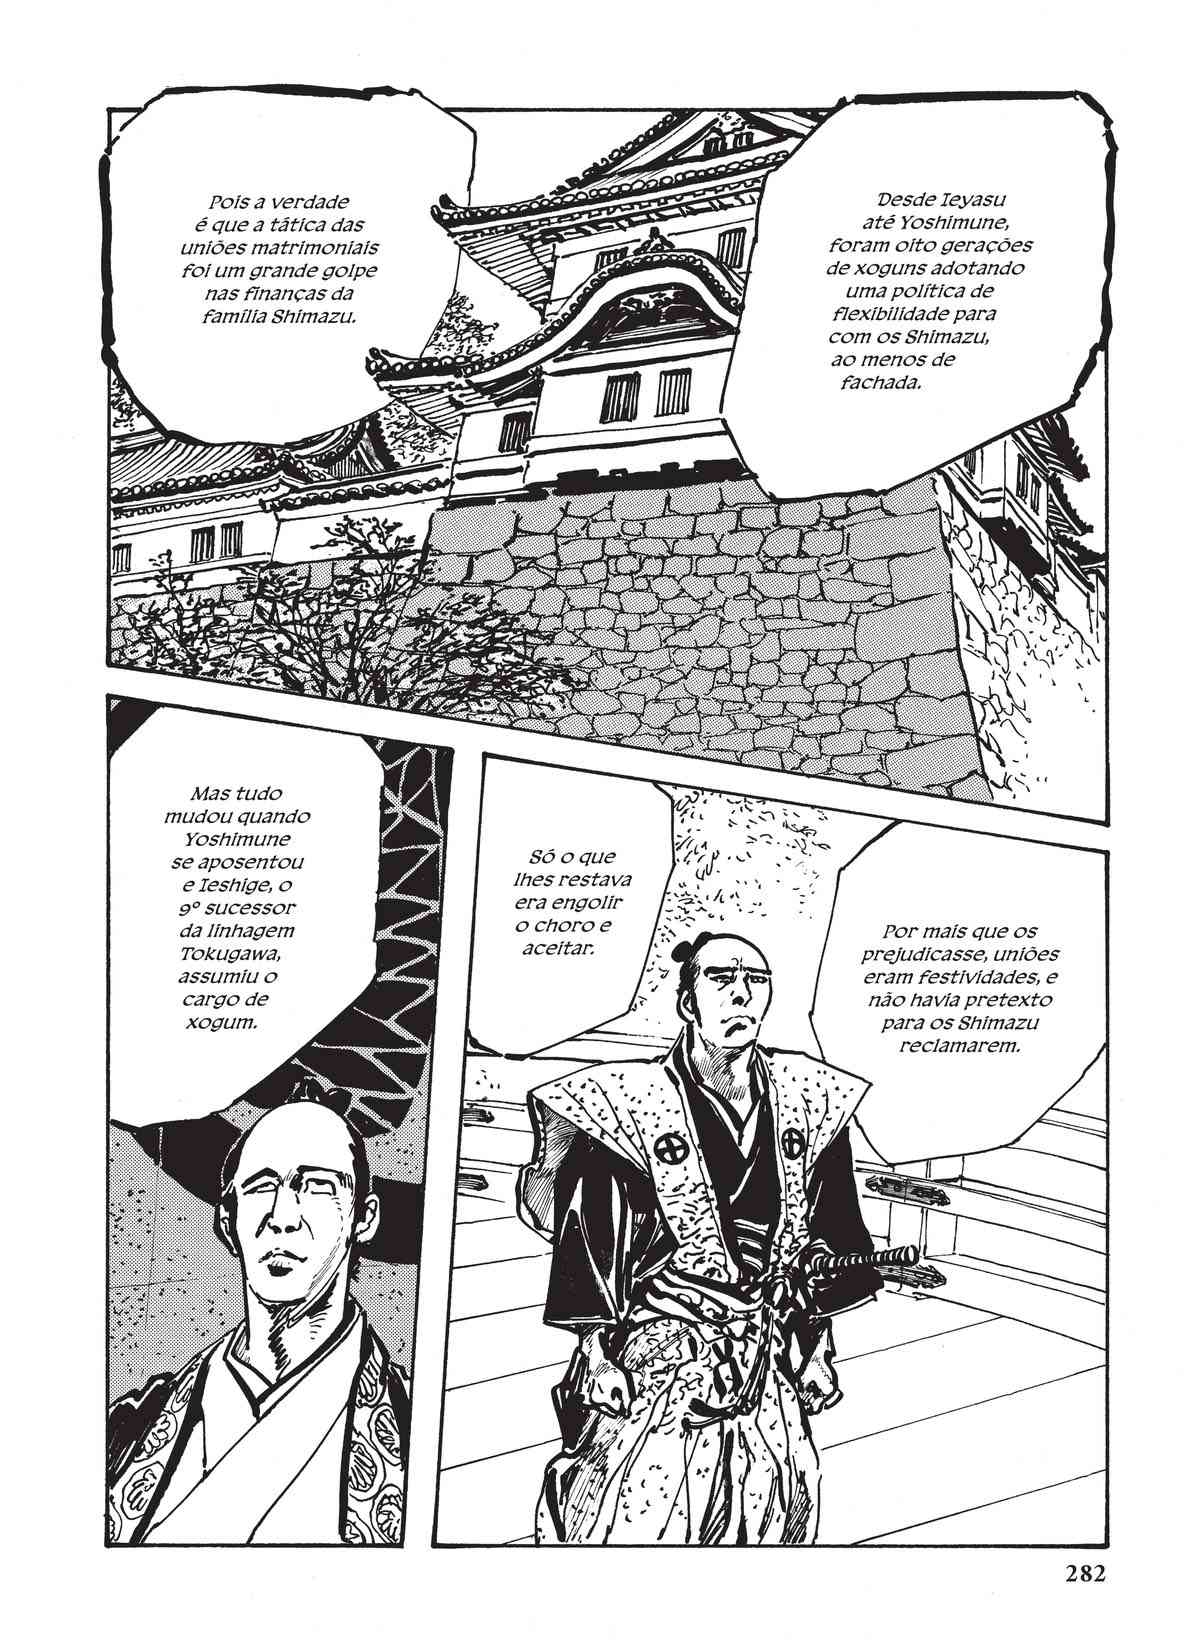 Desde Ieyasu
até Yoshimune,
foram oito gerações
de xoguns adotando
uma política de
flexibilidade para
com os Shimazu,
ao menos de
fachada.
Pois a verdade
é que a tática das
uniões matrimoniais
foi um grande golpe
nas finanças da
família Shimazu.
Por mais que os
prejudicasse, uniões
eram festividades, e
não havia pretexto
para os Shimazu
reclamarem.
Só o que
lhes restava
era engolir
o choro e
aceitar.
Mas tudo
mudou quando
Yoshimune
se aposentou
e Ieshige, o
9º sucessor
da linhagem
Tokugawa,
assumiu o
cargo de
xogum.
282